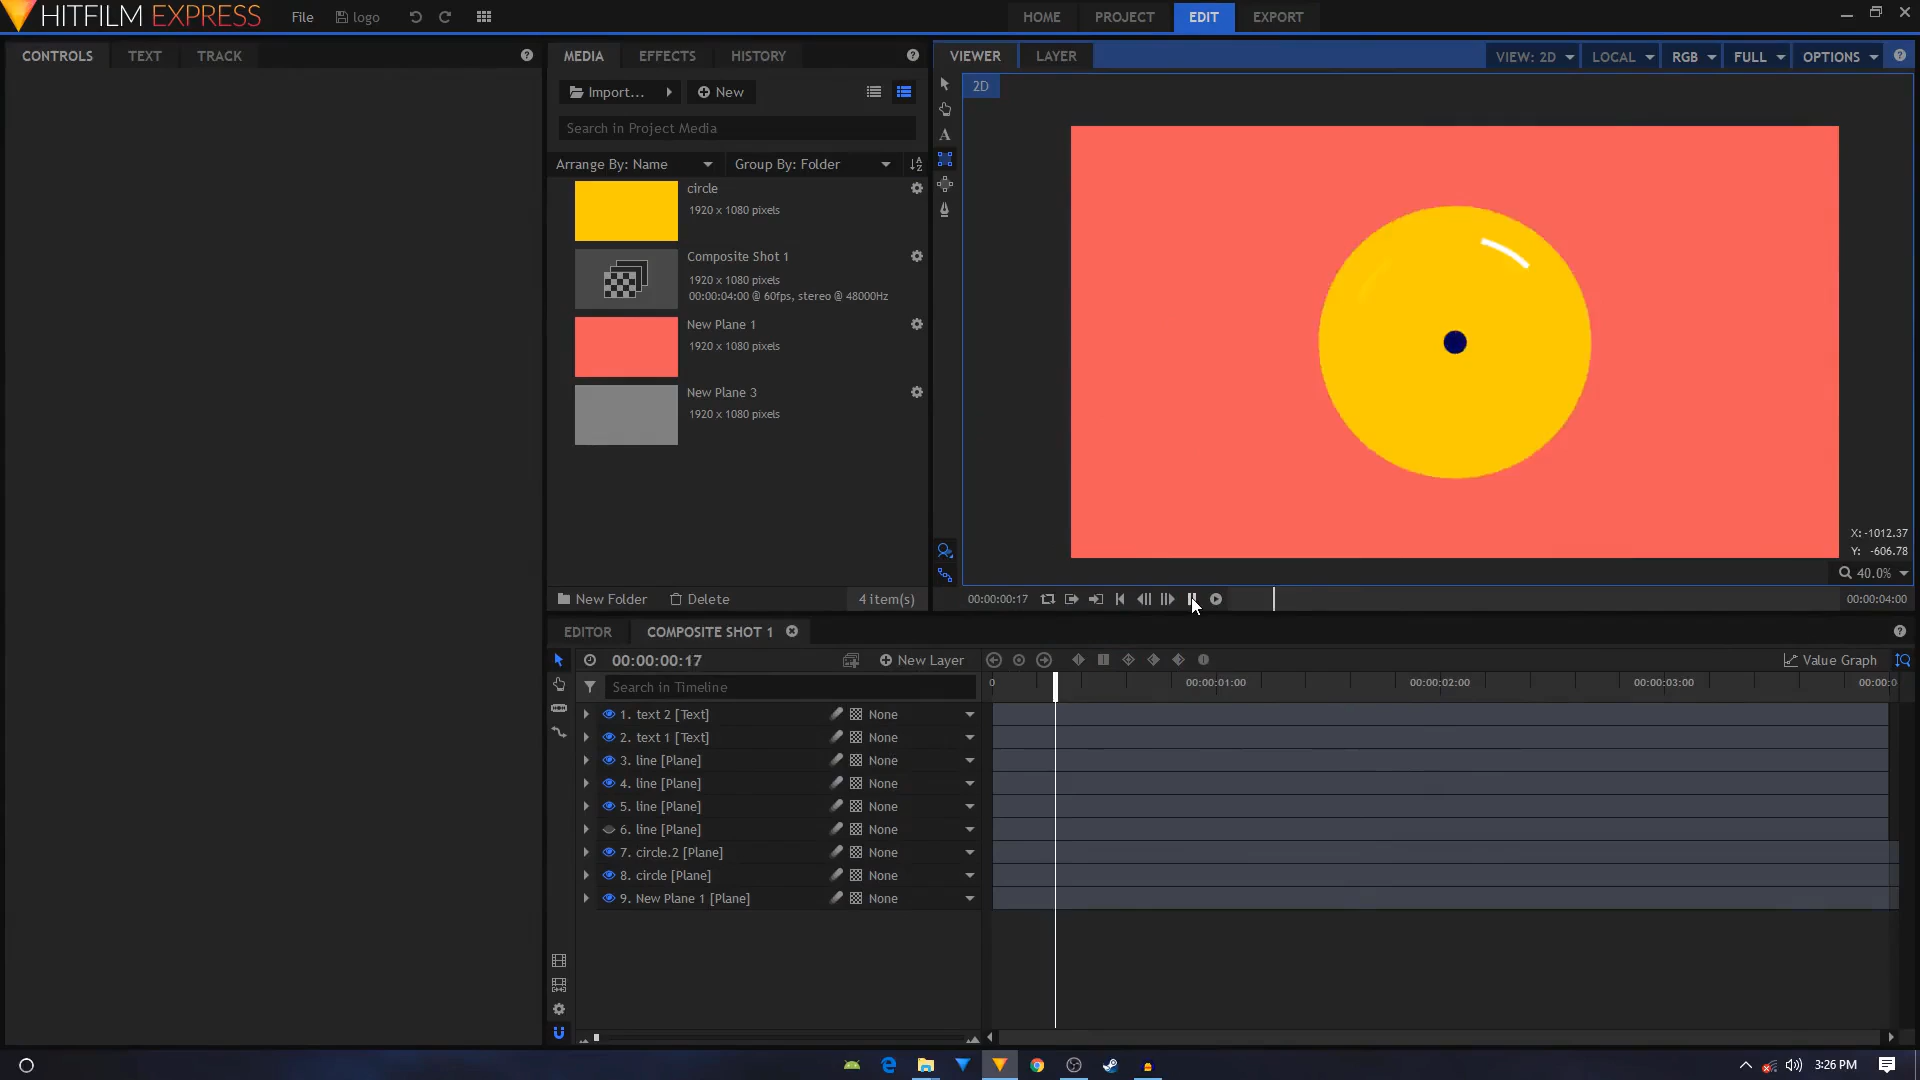 HITFILM EXPRESS
File
logo
HOME
PROJECT
EDIT
EXPORT
CONTROLS
TEXT
TRACK
MEDIA
EFFECTS
HISTORY
VIEWER
LAYER
VIEW: 2D
LOCAL
RGB
FULL
OPTIONS
Import...
New
2D
Search in Project Media
Arrange By: Name
Group By: Folder
circle
1920 x 1080 pixels
Composite Shot 1
1920 x 1080 pixels
00:00:04:00 @ 60fps, stereo @ 48000Hz
New Plane 1
1920 x 1080 pixels
New Plane 3
1920 x 1080 pixels
X: -1012.37
Y: -606.78
40.0%
New Folder
Delete
4 item(s)
00:00:00:17
00:00:04:00
EDITOR
COMPOSITE SHOT 1
00:00:00:17
New Layer
Value Graph
Search in Timeline
0
00:00:01:00
00:00:02:00
00:00:03:00
00:00:0
1. text 2 [Text] None
2. text 1 [Text] None
3. line [Plane] None
4. line [Plane] None
5. line [Plane] None
6. line [Plane] None
7. circle.2 [Plane] None
8. circle [Plane] None
9. New Plane 1 [Plane] None
3:26 PM